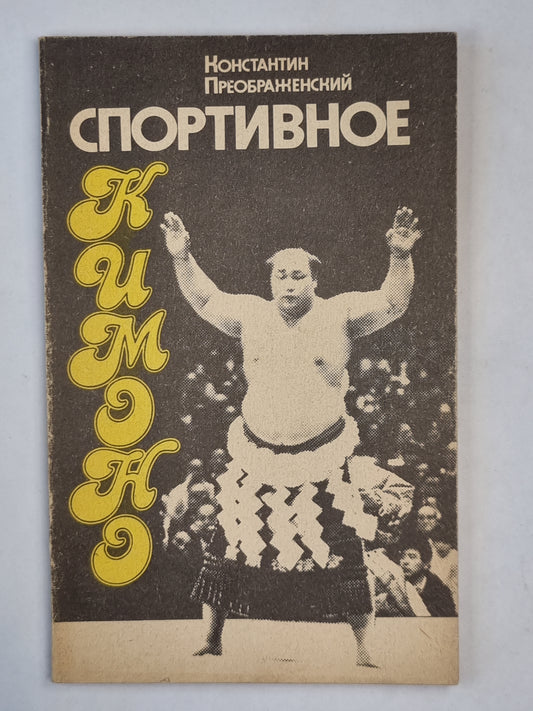 Константин
Преображенский
СПОРТИВНОЕ
КИМОНО